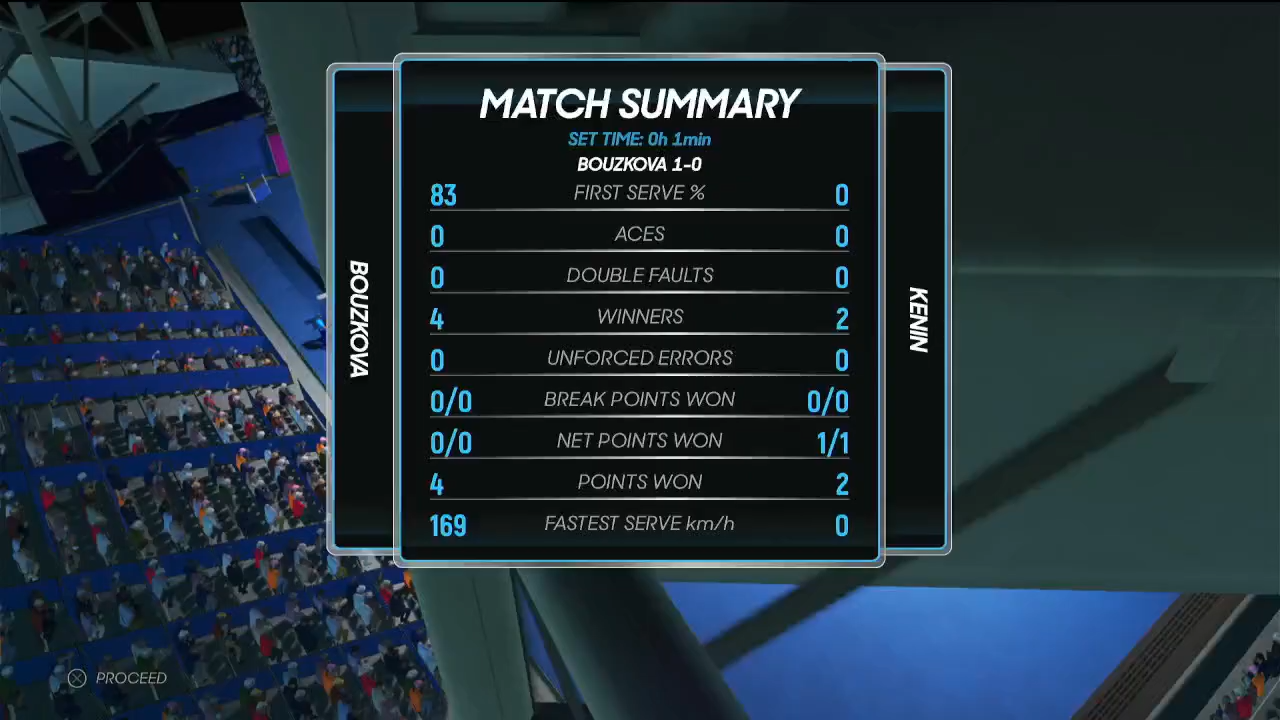 MATCH SUMMARY
SET TIME: 0h 1min
BOUZKOVA 1-0
83 FIRST SERVE % 0
0 ACES 0
0 DOUBLE FAULTS 0
4 WINNERS 2
0 UNFORCED ERRORS 0
0/0 BREAK POINTS WON 0/0
0/0 NET POINTS WON 1/1
4 POINTS WON 2
169 FASTEST SERVE km/h 0
BOUZKOVA
KENIN
PROCEED